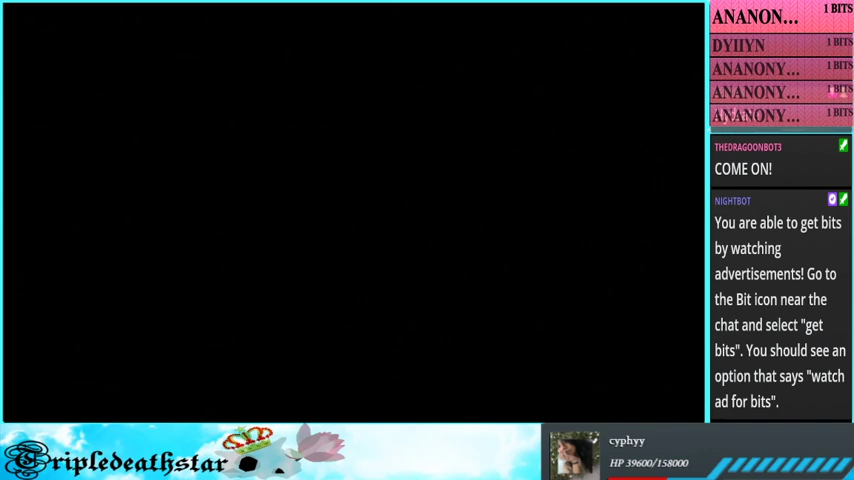 ANANON... 1 BITS
DYIIYN 1 BITS
ANANONY... 1 BITS
ANANONY... 1 BITS
ANANONY... 1 BITS
THEDRAGOONBOT3
COME ON!
NIGHTBOT
You are able to get bits
by watching
advertisements! Go to
the Bit icon near the
chat and select "get
bits". You should see an
option that says "watch
ad for bits".
Tripledeathstar
cyphyy
HP 39600/158000